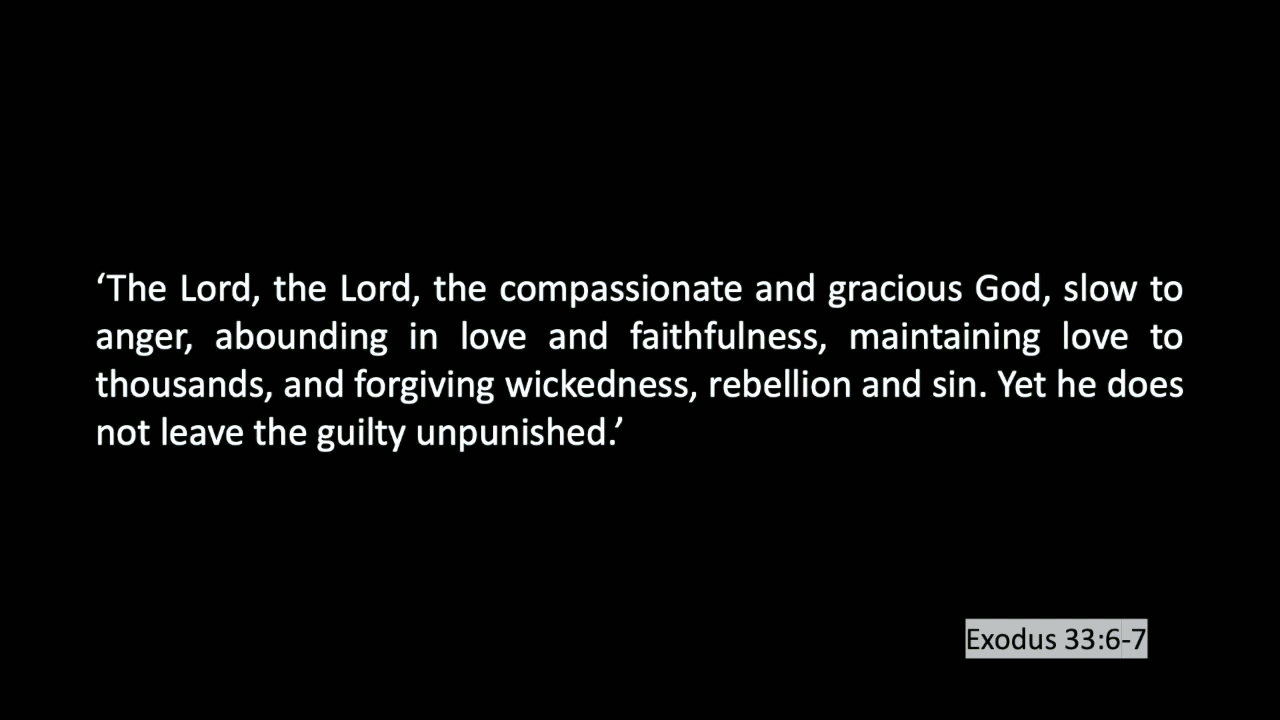 ‘The Lord, the Lord, the compassionate and gracious God, slow to
anger, abounding in love and faithfulness, maintaining love to
thousands, and forgiving wickedness, rebellion and sin. Yet he does
not leave the guilty unpunished.’
Exodus 33:6-7